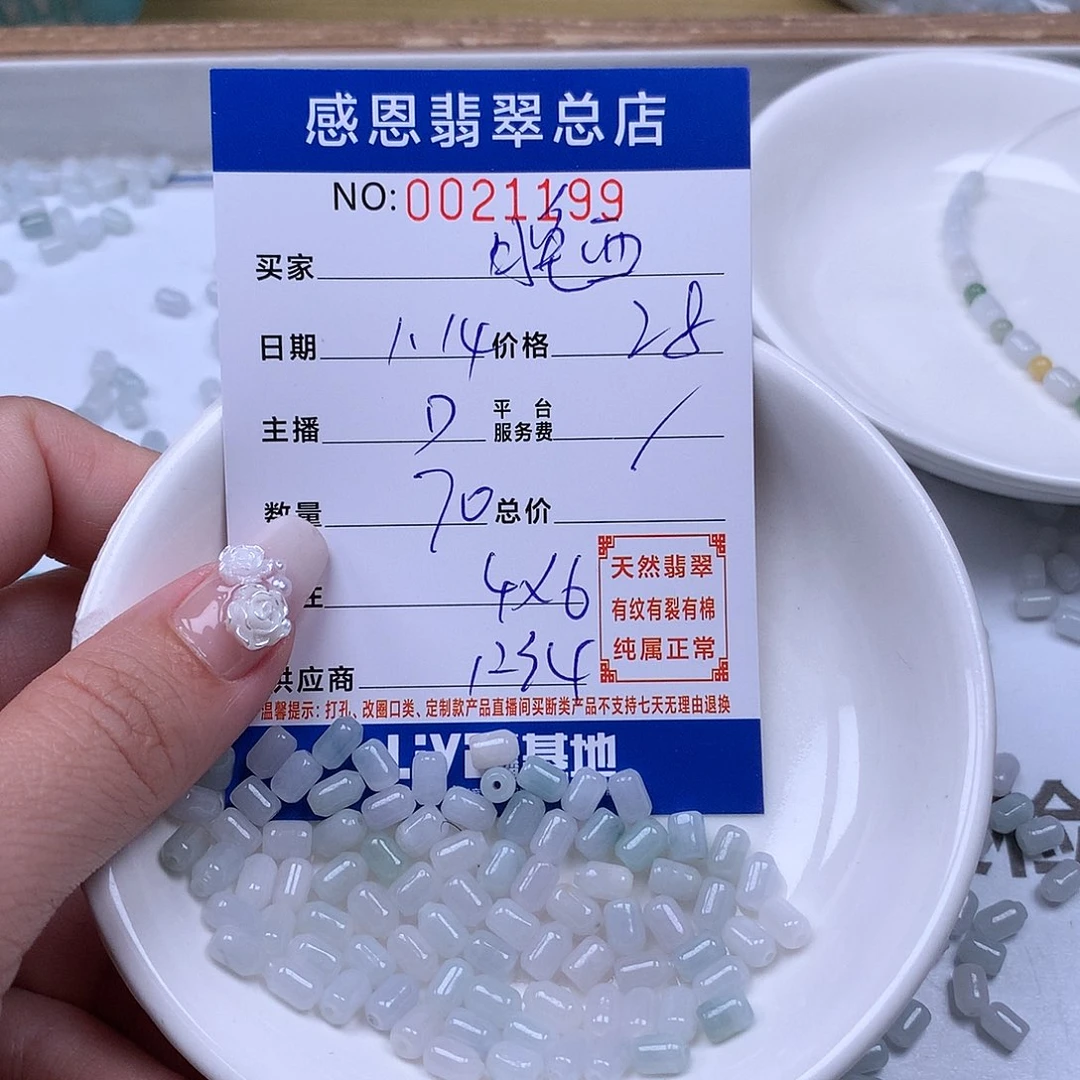 感恩翡翠总店
NO:0021199
买家
日期 1.14 价格 28
主播 D 平台服务费 /
数量 70 总价
4×6
天然翡翠
有纹有裂有棉
纯属正常
供应商 1234
温馨提示：打孔、改圈口类、定制款产品直播间买断类产品不支持七天无理由退换
基地